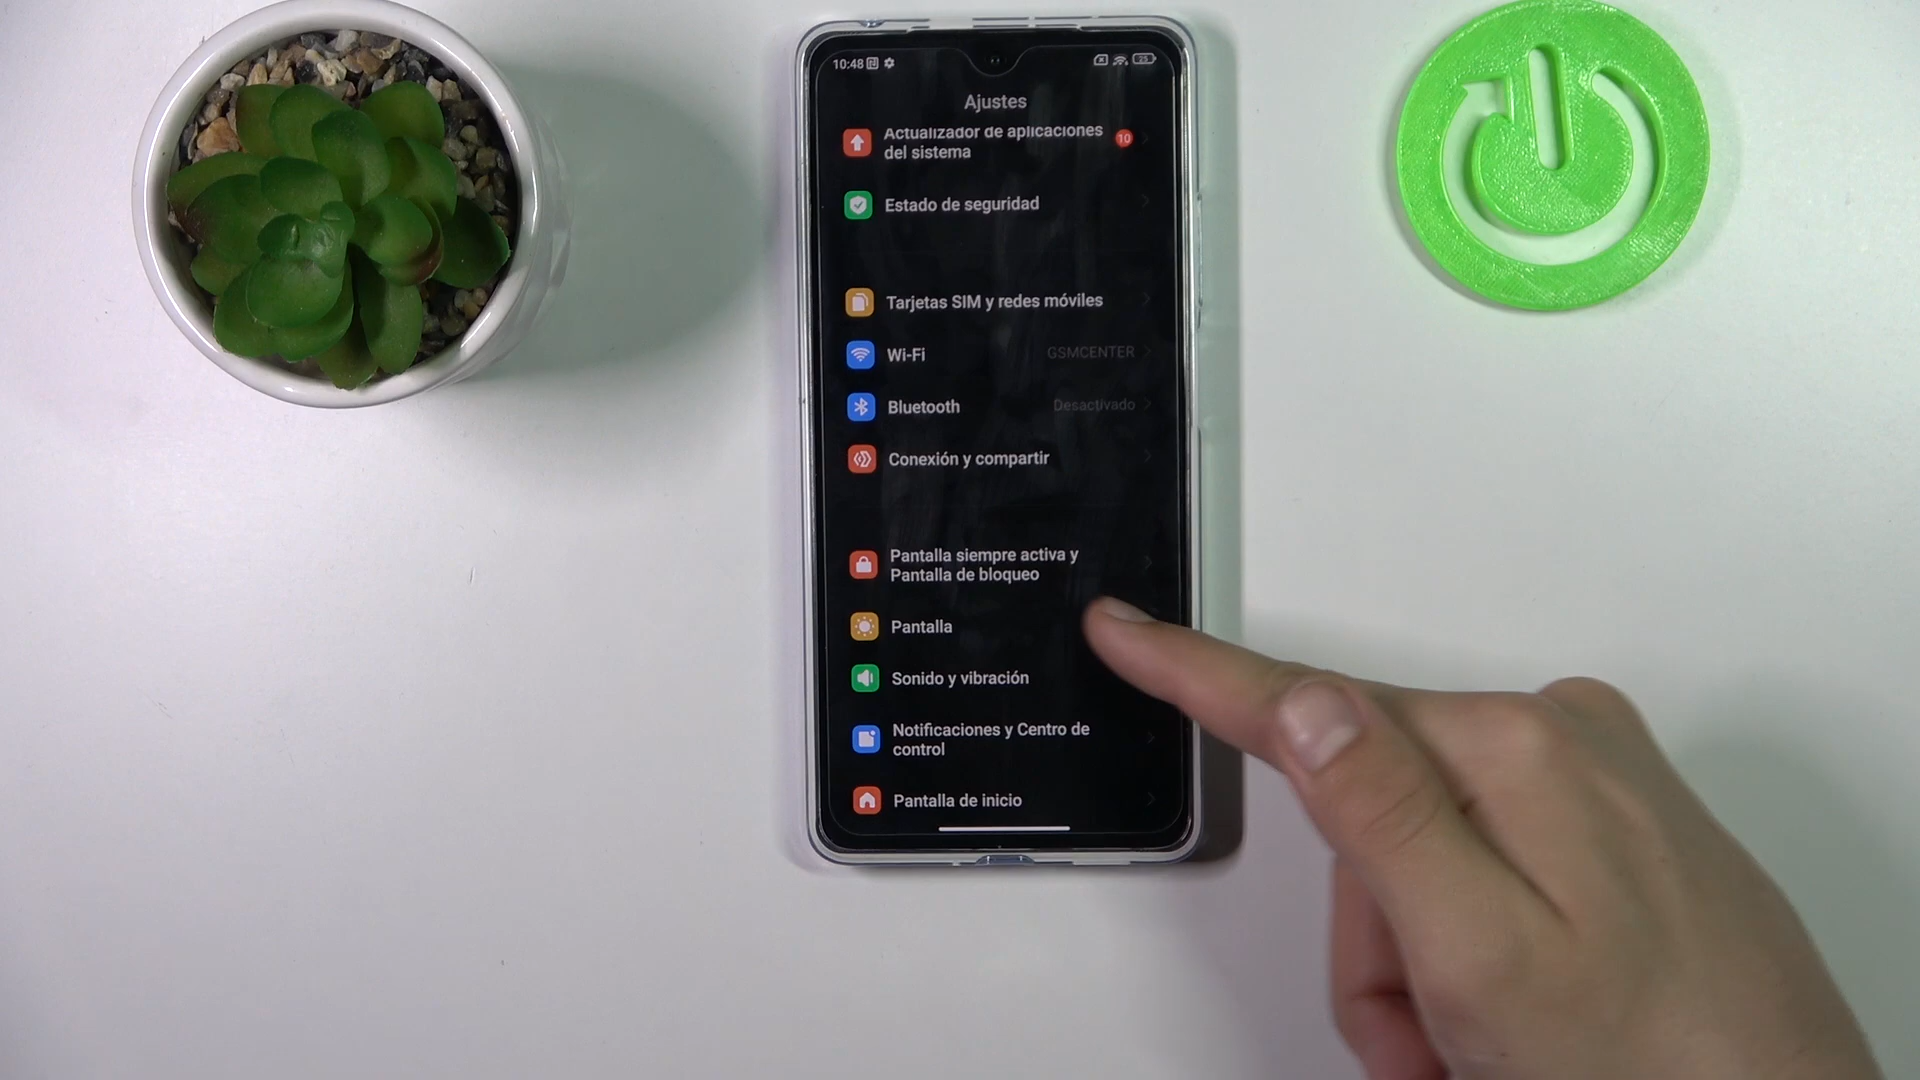 10:48
25
Ajustes
Actualizador de aplicaciones
del sistema
10
Estado de seguridad
Tarjetas SIM y redes móviles
Wi-Fi
GSMCENTER
Bluetooth
Desactivado
Conexión y compartir
Pantalla siempre activa y
Pantalla de bloqueo
Pantalla
Sonido y vibración
Notificaciones y Centro de
control
Pantalla de inicio